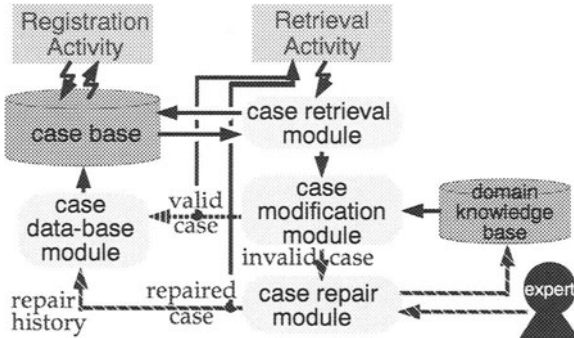 Registration
Activity
Retrieval
Activity
case base
case retrieval
module
case
data-base
module
valid
case
case
modification
module
domain
knowledge
base
invalid case
repair
history
repaired
case
case repair
module
expert